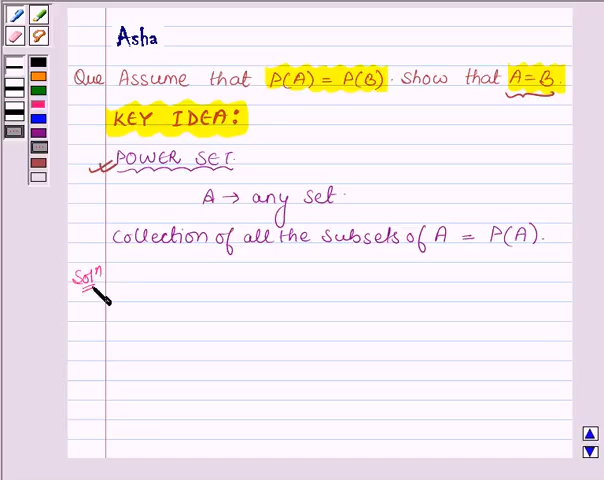 Asha
Que Assume that P(A) = P(B). Show that A=B.
KEY IDEA:
POWER SET.
A → any set.
Collection of all the subsets of A = P(A).
Solⁿ